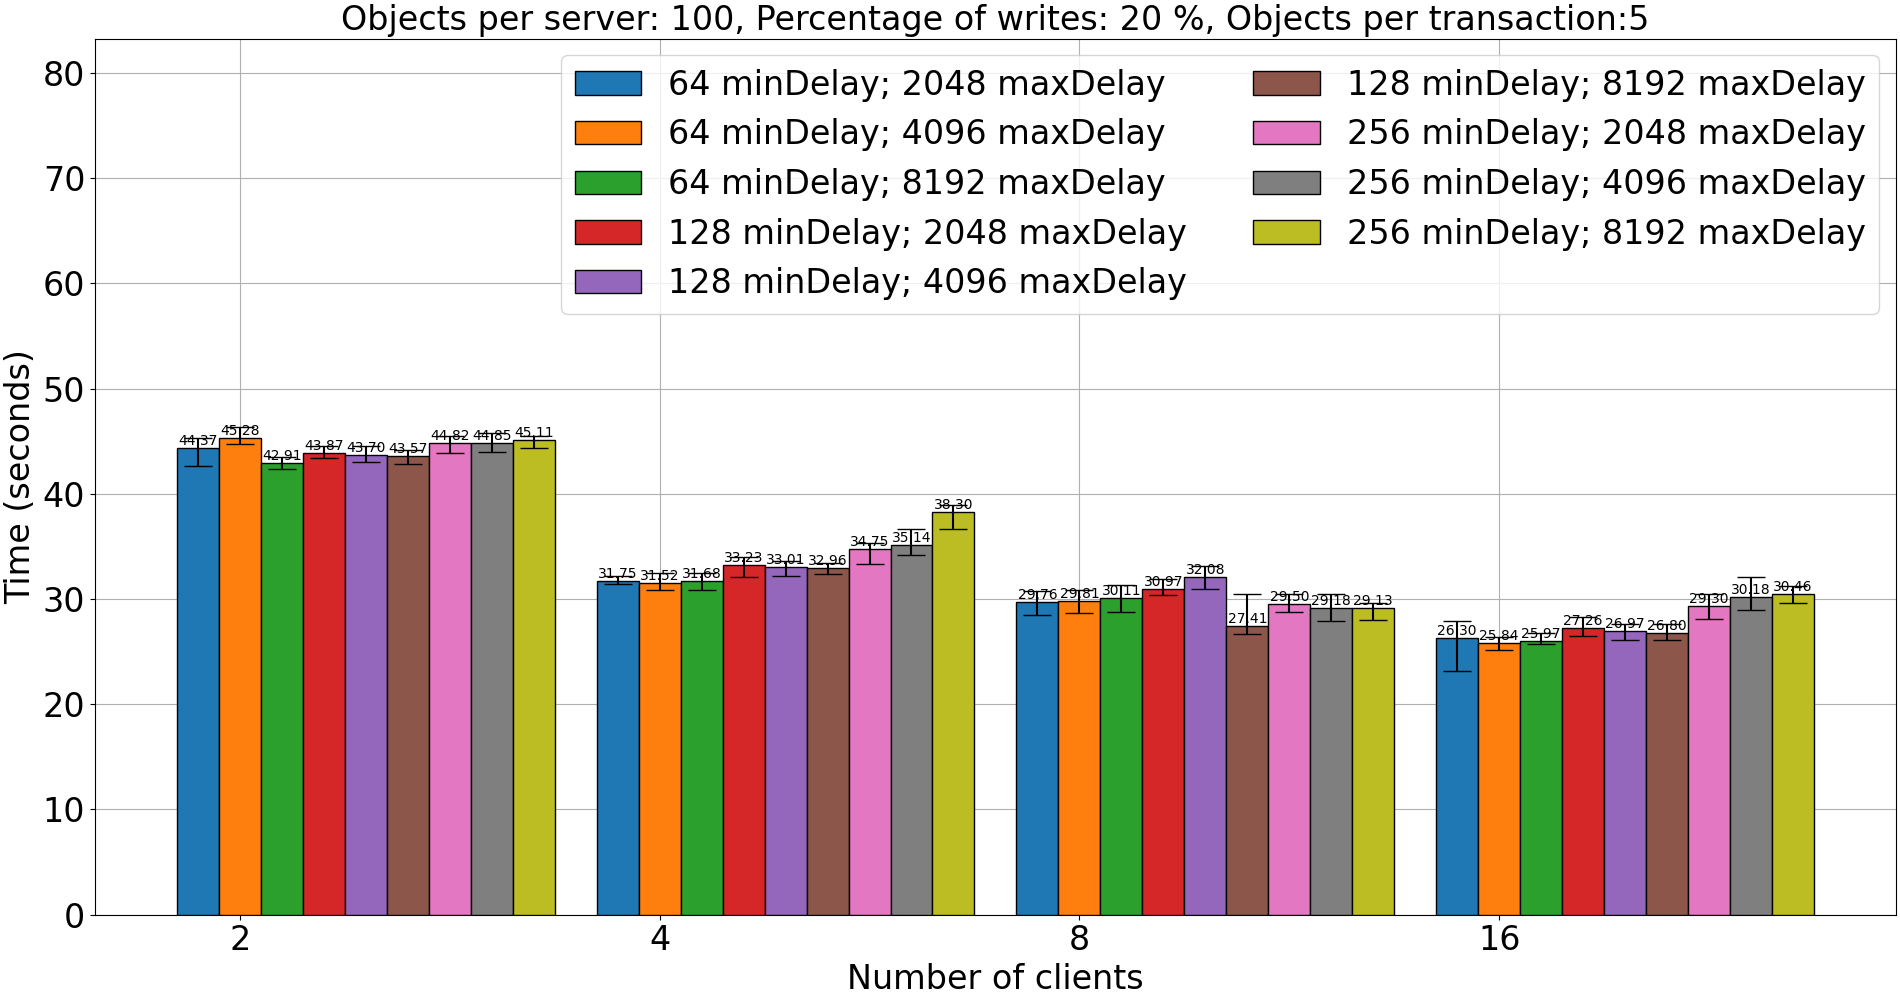 Objects per server: 100, Percentage of writes: 20 %, Objects per transaction:5
64 minDelay; 2048 maxDelay
64 minDelay; 4096 maxDelay
64 minDelay; 8192 maxDelay
128 minDelay; 2048 maxDelay
128 minDelay; 4096 maxDelay
128 minDelay; 8192 maxDelay
256 minDelay; 2048 maxDelay
256 minDelay; 4096 maxDelay
256 minDelay; 8192 maxDelay
Time (seconds)
80
70
60
50
40
30
20
10
0
44.37 45.28 42.91 43.87 43.70 43.57 44.82 44.85 45.11
31.75 31.52 31.68 33.23 33.01 32.96 34.75 35.14 38.30
29.76 29.81 30.11 30.97 32.08 27.41 29.50 29.18 29.13
26.30 25.84 25.97 27.26 26.97 26.80 29.30 30.18 30.46
2 4 8 16
Number of clients